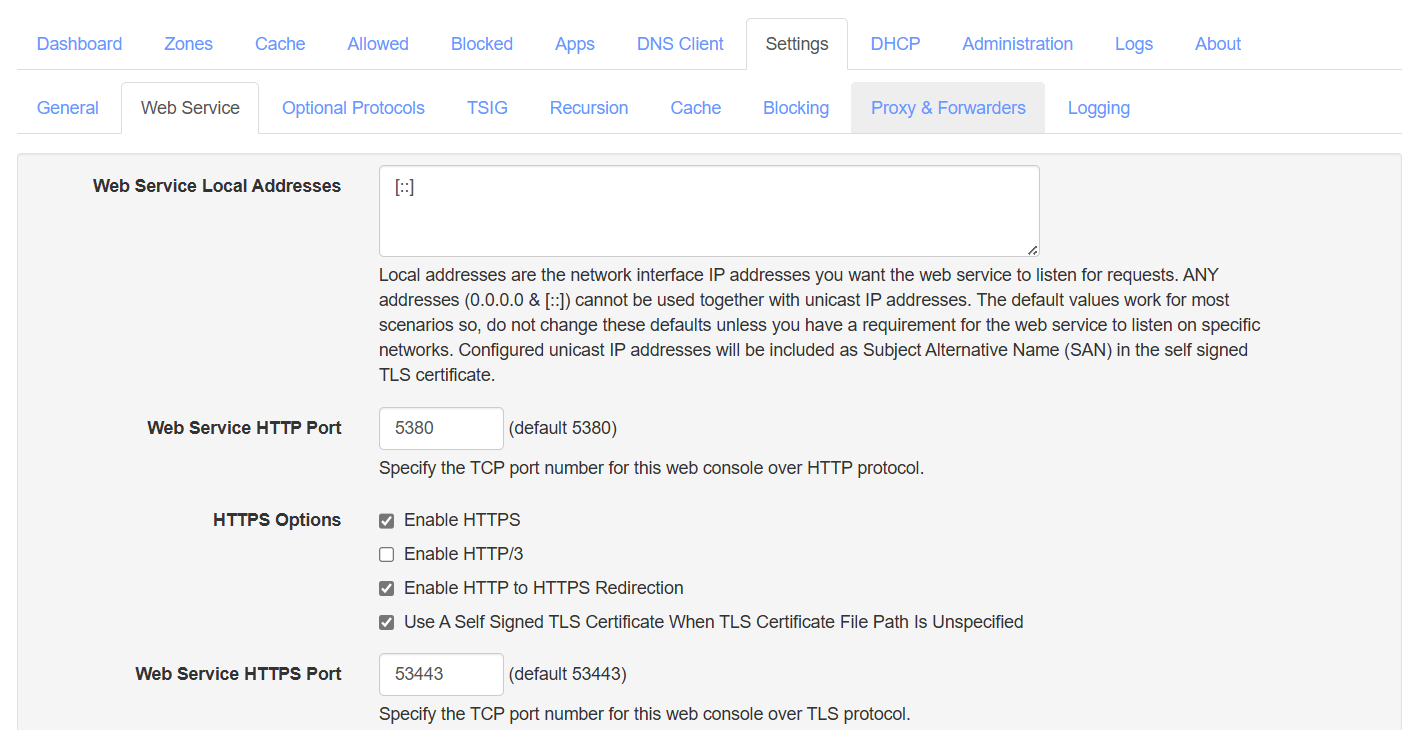 Dashboard Zones Cache Allowed Blocked Apps DNS Client Settings DHCP Administration Logs About
General Web Service Optional Protocols TSIG Recursion Cache Blocking Proxy & Forwarders Logging
Web Service Local Addresses [::]
Local addresses are the network interface IP addresses you want the web service to listen for requests. ANY
addresses (0.0.0.0 & [::]) cannot be used together with unicast IP addresses. The default values work for most
scenarios so, do not change these defaults unless you have a requirement for the web service to listen on specific
networks. Configured unicast IP addresses will be included as Subject Alternative Name (SAN) in the self signed
TLS certificate.
Web Service HTTP Port 5380 (default 5380)
Specify the TCP port number for this web console over HTTP protocol.
HTTPS Options Enable HTTPS
Enable HTTP/3
Enable HTTP to HTTPS Redirection
Use A Self Signed TLS Certificate When TLS Certificate File Path Is Unspecified
Web Service HTTPS Port 53443 (default 53443)
Specify the TCP port number for this web console over TLS protocol.